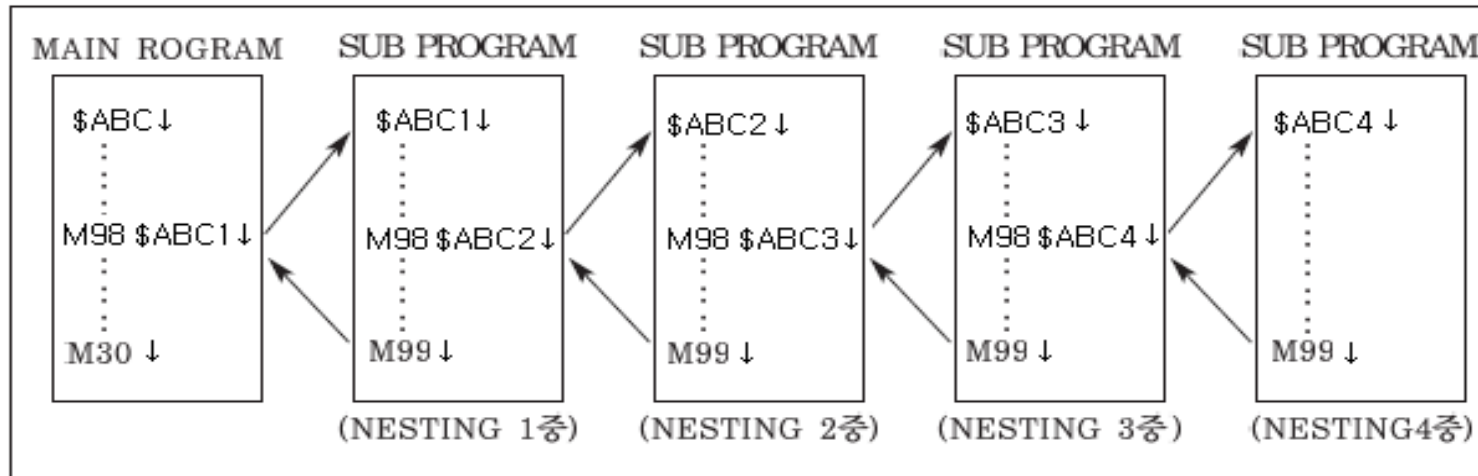 MAIN ROGRAM
SUB PROGRAM
SUB PROGRAM
SUB PROGRAM
SUB PROGRAM
$ABC↓
M98 $ABC1↓
M30 ↓
$ABC1↓
M98 $ABC2↓
M99↓
(NESTING 1중)
$ABC2↓
M98 $ABC3↓
M99 ↓
(NESTING 2중)
$ABC3 ↓
M98 $ABC4 ↓
M99 ↓
(NESTING 3중)
$ABC4 ↓
M99 ↓
(NESTING4중)